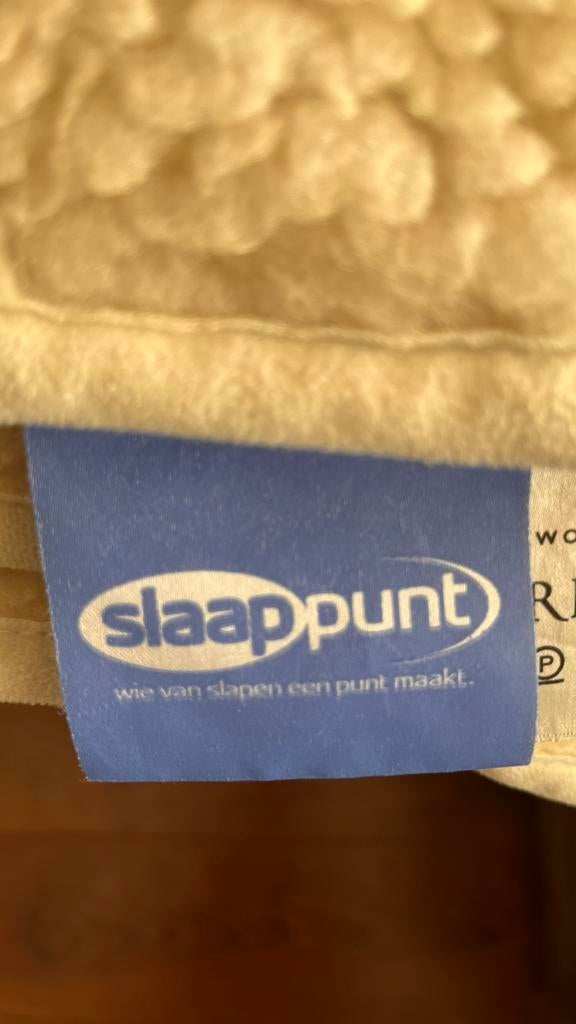 slaappunt
wie van slapen een punt maakt.
P